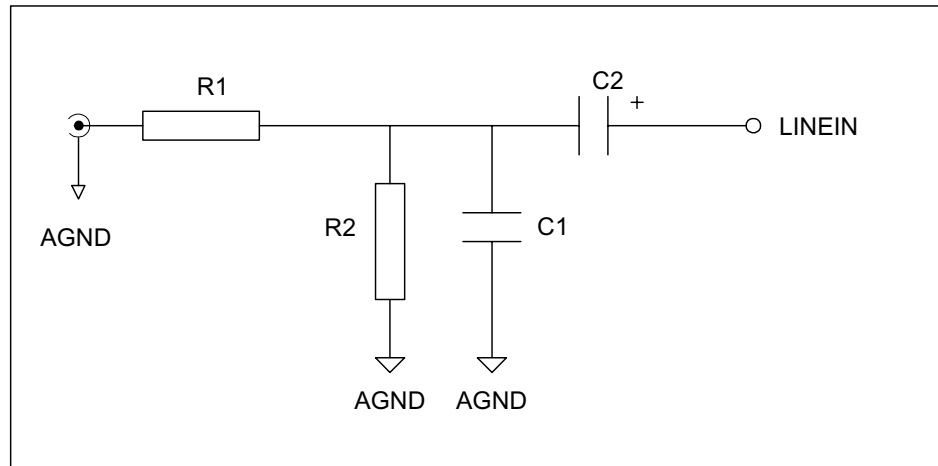 R1
C2
+
LINEIN
AGND
R2
C1
AGND
AGND